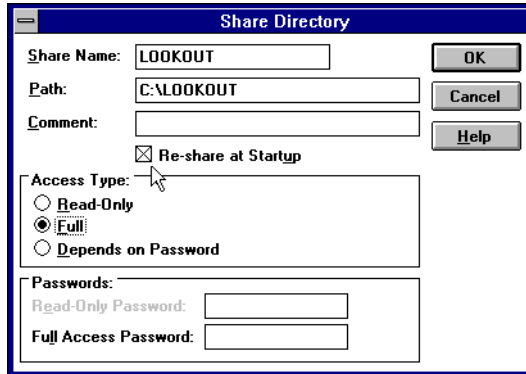 Share Directory
Share Name: LOOKOUT
OK
Path: C:\LOOKOUT
Cancel
Comment:
Help
Re-share at Startup
Access Type:
Read-Only
Full
Depends on Password
Passwords:
Read-Only Password:
Full Access Password: